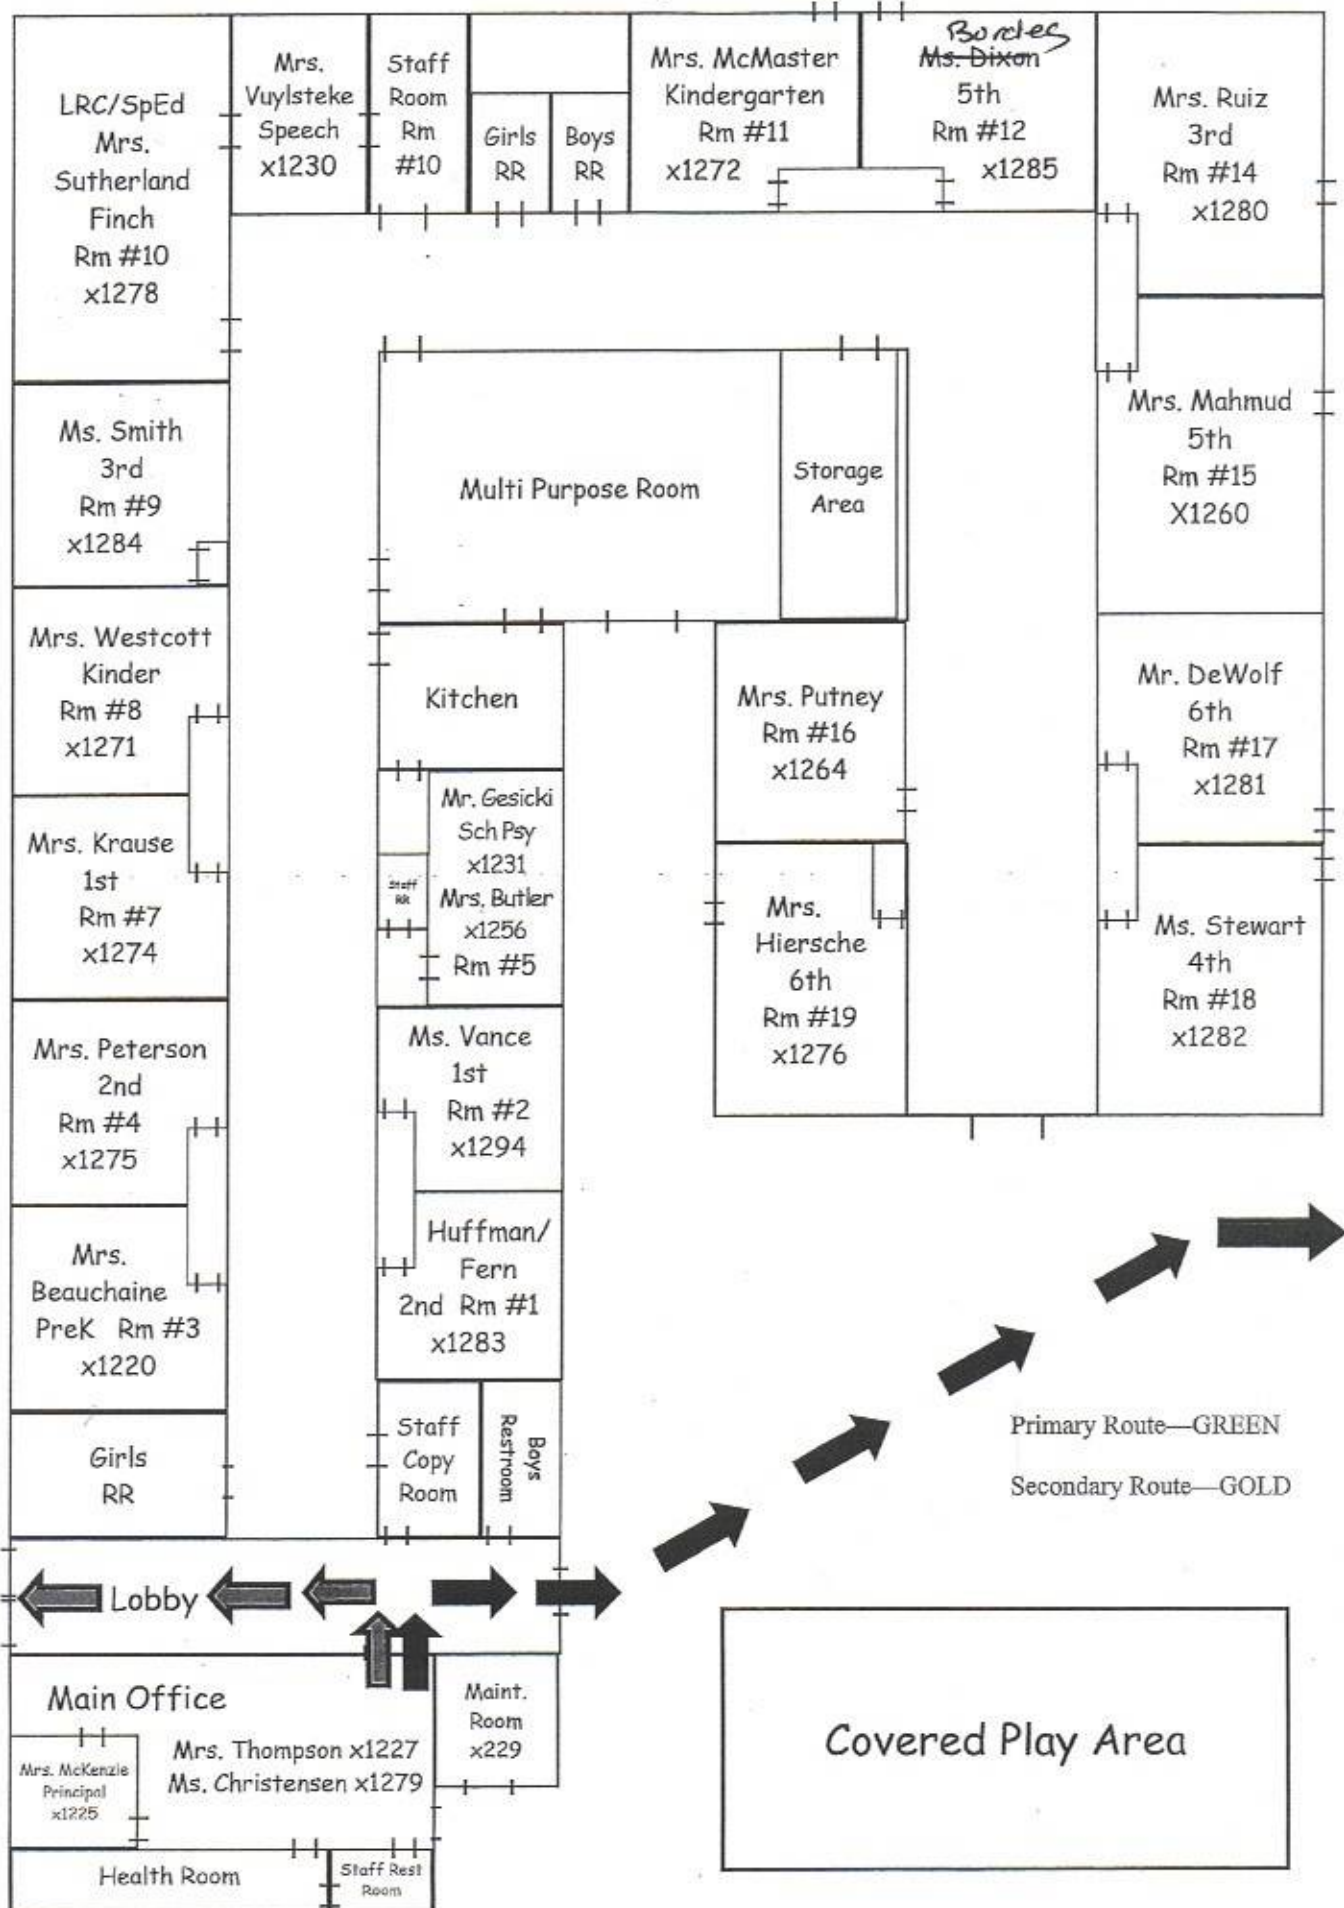 LRC/SpEd
Mrs.
Sutherland
Finch
Rm #10
x1278
Mrs.
Vuylsteke
Speech
x1230
Staff
Room
Rm
#10
Girls
RR
Boys
RR
Mrs. McMaster
Kindergarten
Rm #11
x1272
Bordes
Ms. Dixon
5th
Rm #12
x1285
Mrs. Ruiz
3rd
Rm #14
x1280
Ms. Smith
3rd
Rm #9
x1284
Multi Purpose Room
Storage
Area
Mrs. Mahmud
5th
Rm #15
X1260
Mrs. Westcott
Kinder
Rm #8
x1271
Kitchen
Mrs. Putney
Rm #16
x1264
Mr. DeWolf
6th
Rm #17
x1281
Mrs. Krause
1st
Rm #7
x1274
Staff
RR
Mr. Gesicki
Sch Psy
x1231
Mrs. Butler
x1256
Rm #5
Mrs.
Hiersche
6th
Rm #19
x1276
Ms. Stewart
4th
Rm #18
x1282
Mrs. Peterson
2nd
Rm #4
x1275
Ms. Vance
1st
Rm #2
x1294
Mrs.
Beauchaine
PreK Rm #3
x1220
Huffman/
Fern
2nd Rm #1
x1283
Girls
RR
Staff
Copy
Room
Boys
Restroom
Primary Route—GREEN
Secondary Route—GOLD
Lobby
Main Office
Mrs. Thompson x1227
Ms. Christensen x1279
Mrs. McKenzie
Principal
x1225
Maint.
Room
x229
Health Room
Staff Rest
Room
Covered Play Area